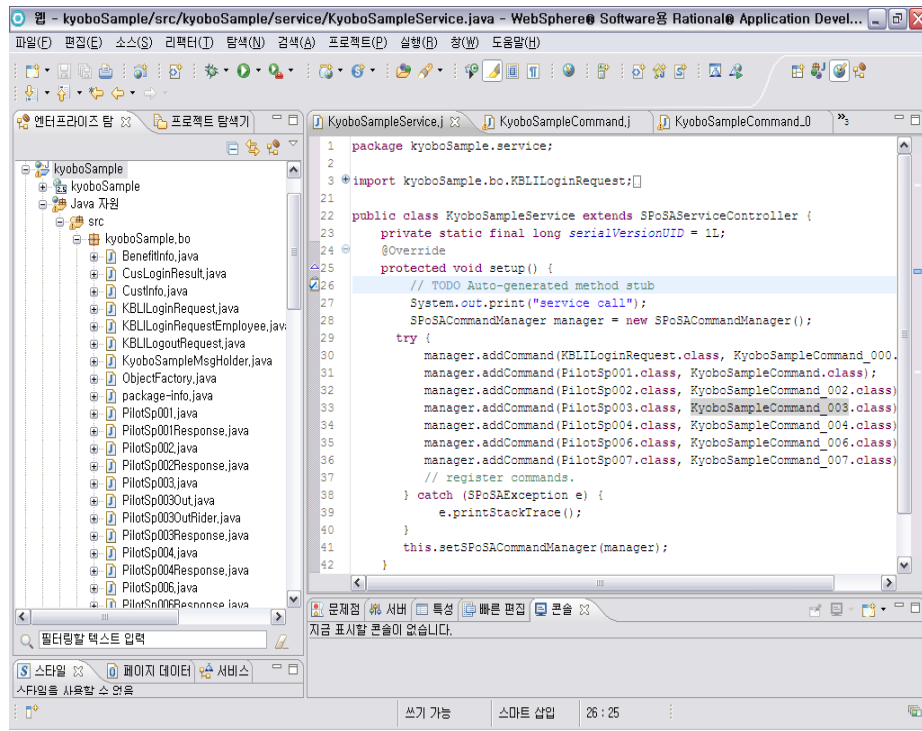 웹 - kyoboSample/src/kyoboSample/service/KyoboSampleService.java - WebSphere® Software용 Rational® Application Devel...
파일(F) 편집(E) 소스(S) 리팩터(T) 탐색(N) 검색(A) 프로젝트(P) 실행(R) 창(W) 도움말(H)
엔터프라이즈 탐
프로젝트 탐색기
kyoboSample
kyoboSample
Java 자원
src
kyoboSample.bo
BenefitInfo.java
CusLoginResult.java
CustInfo.java
KBLILoginRequest.java
KBLILoginRequestEmployee.jav
KBLILogoutRequest.java
KyoboSampleMsgHolder.java
ObjectFactory.java
package-info.java
PilotSp001.java
PilotSp001Response.java
PilotSp002.java
PilotSp002Response.java
PilotSp003.java
PilotSp003Out.java
PilotSp003OutRider.java
PilotSp003Response.java
PilotSp004.java
PilotSp004Response.java
PilotSp006.java
PilotSp006Response.java
필터링할 텍스트 입력
스타일 페이지 데이터 서비스
스타일을 사용할 수 없음
KyoboSampleService.j KyoboSampleCommand.j KyoboSampleCommand_0 »3
1 package kyoboSample.service;
2
3 import kyoboSample.bo.KBLILoginRequest;
21
22 public class KyoboSampleService extends SPoSAServiceController {
23 private static final long serialVersionUID = 1L;
24 @Override
25 protected void setup() {
26 // TODO Auto-generated method stub
27 System.out.print("service call");
28 SPoSACommandManager manager = new SPoSACommandManager();
29 try {
30 manager.addCommand(KBLILoginRequest.class, KyoboSampleCommand_000.
31 manager.addCommand(PilotSp001.class, KyoboSampleCommand.class);
32 manager.addCommand(PilotSp002.class, KyoboSampleCommand_002.class)
33 manager.addCommand(PilotSp003.class, KyoboSampleCommand_003.class)
34 manager.addCommand(PilotSp004.class, KyoboSampleCommand_004.class)
35 manager.addCommand(PilotSp006.class, KyoboSampleCommand_006.class)
36 manager.addCommand(PilotSp007.class, KyoboSampleCommand_007.class)
37 // register commands.
38 } catch (SPoSAException e) {
39 e.printStackTrace();
40 }
41 this.setSPoSACommandManager(manager);
42 }
문제점 서버 특성 빠른 편집 콘솔
지금 표시할 콘솔이 없습니다.
쓰기 가능 스마트 삽입 26 : 25